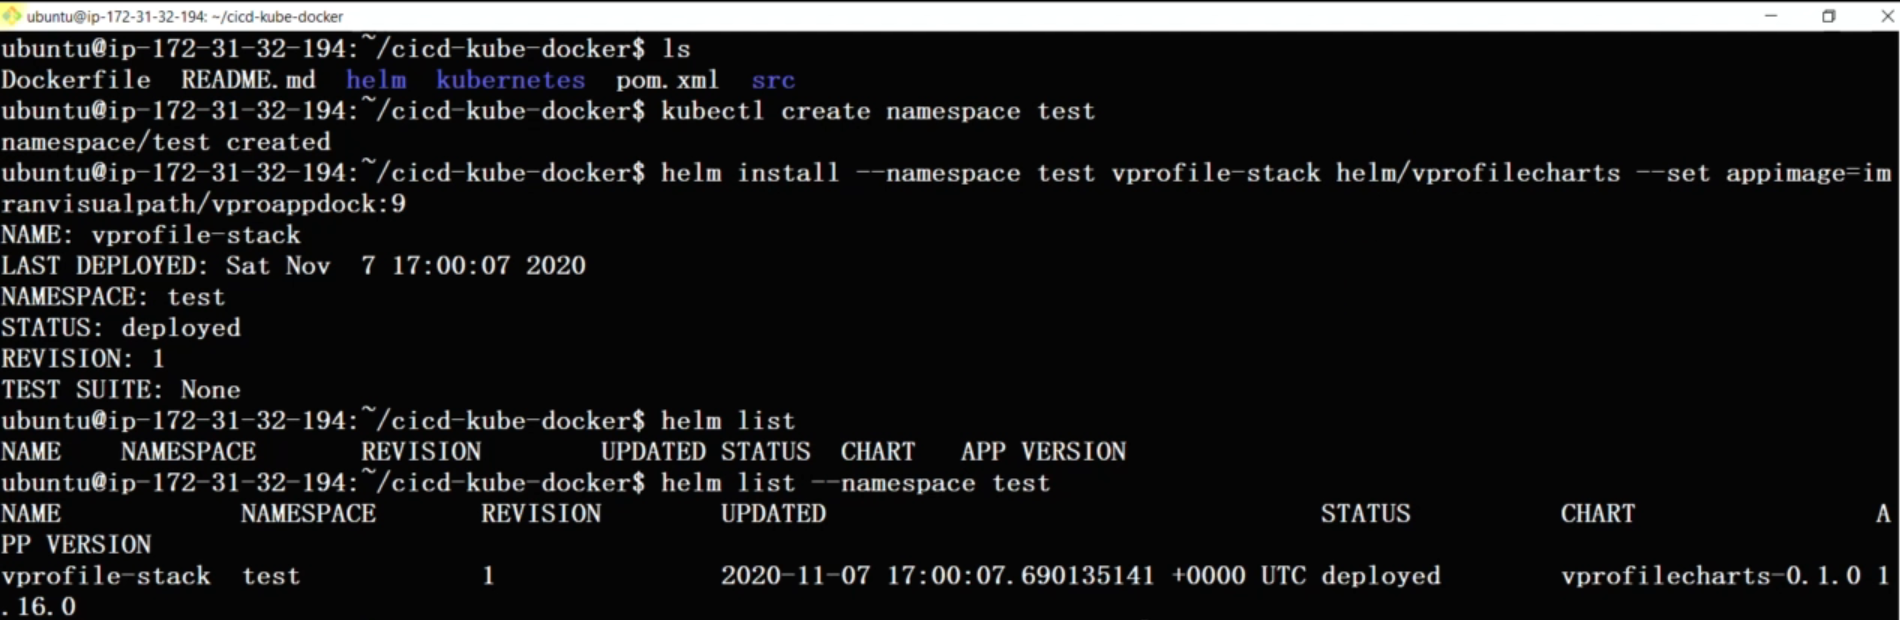 ubuntu@ip-172-31-32-194: ~/cicd-kube-docker
ubuntu@ip-172-31-32-194:~/cicd-kube-docker$ ls
Dockerfile  README.md  helm  kubernetes  pom.xml  src
ubuntu@ip-172-31-32-194:~/cicd-kube-docker$ kubectl create namespace test
namespace/test created
ubuntu@ip-172-31-32-194:~/cicd-kube-docker$ helm install --namespace test vprofile-stack helm/vprofilecharts --set appimage=im
ranvisualpath/vproappdock:9
NAME: vprofile-stack
LAST DEPLOYED: Sat Nov  7 17:00:07 2020
NAMESPACE: test
STATUS: deployed
REVISION: 1
TEST SUITE: None
ubuntu@ip-172-31-32-194:~/cicd-kube-docker$ helm list
NAME    NAMESPACE       REVISION        UPDATED STATUS  CHART   APP VERSION
ubuntu@ip-172-31-32-194:~/cicd-kube-docker$ helm list --namespace test
NAME            NAMESPACE       REVISION        UPDATED                                 STATUS          CHART                A
PP VERSION
vprofile-stack  test            1               2020-11-07 17:00:07.690135141 +0000 UTC deployed        vprofilecharts-0.1.0 1
.16.0